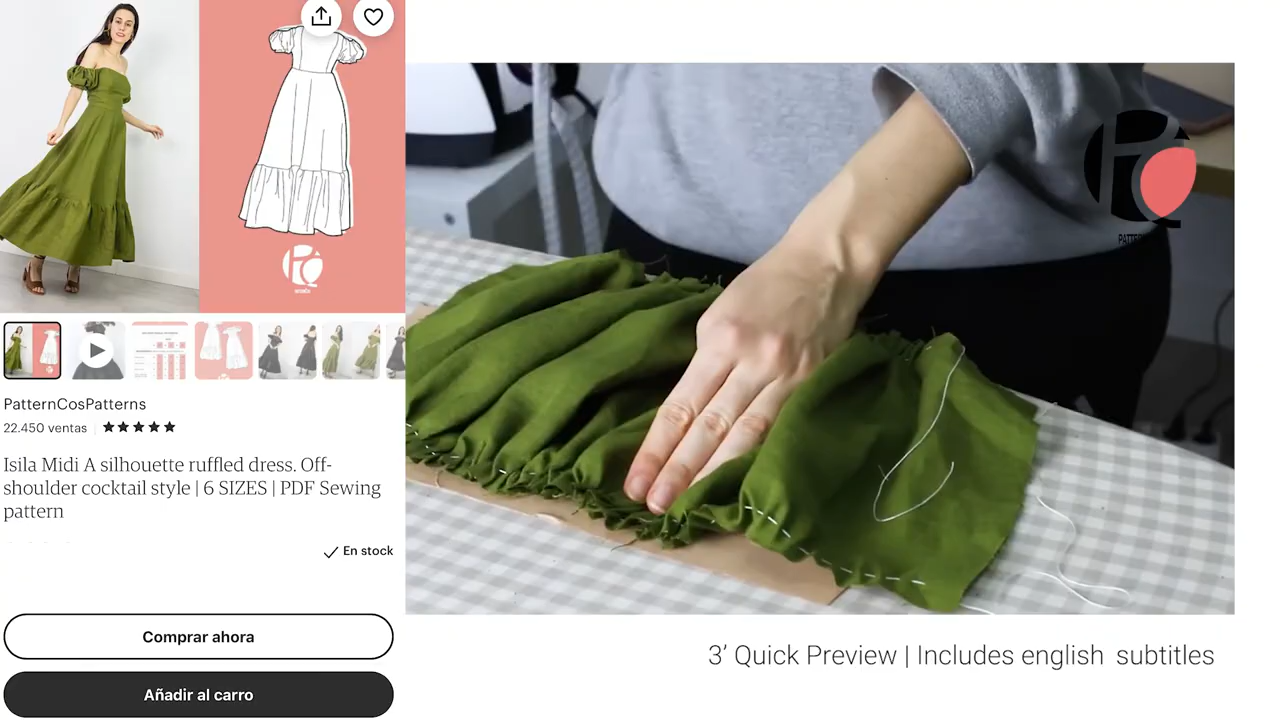 PatternCosPatterns
22.450 ventas
Isila Midi A silhouette ruffled dress. Off-
shoulder cocktail style | 6 SIZES | PDF Sewing
pattern
En stock
Comprar ahora
Añadir al carro
3’ Quick Preview | Includes english subtitles